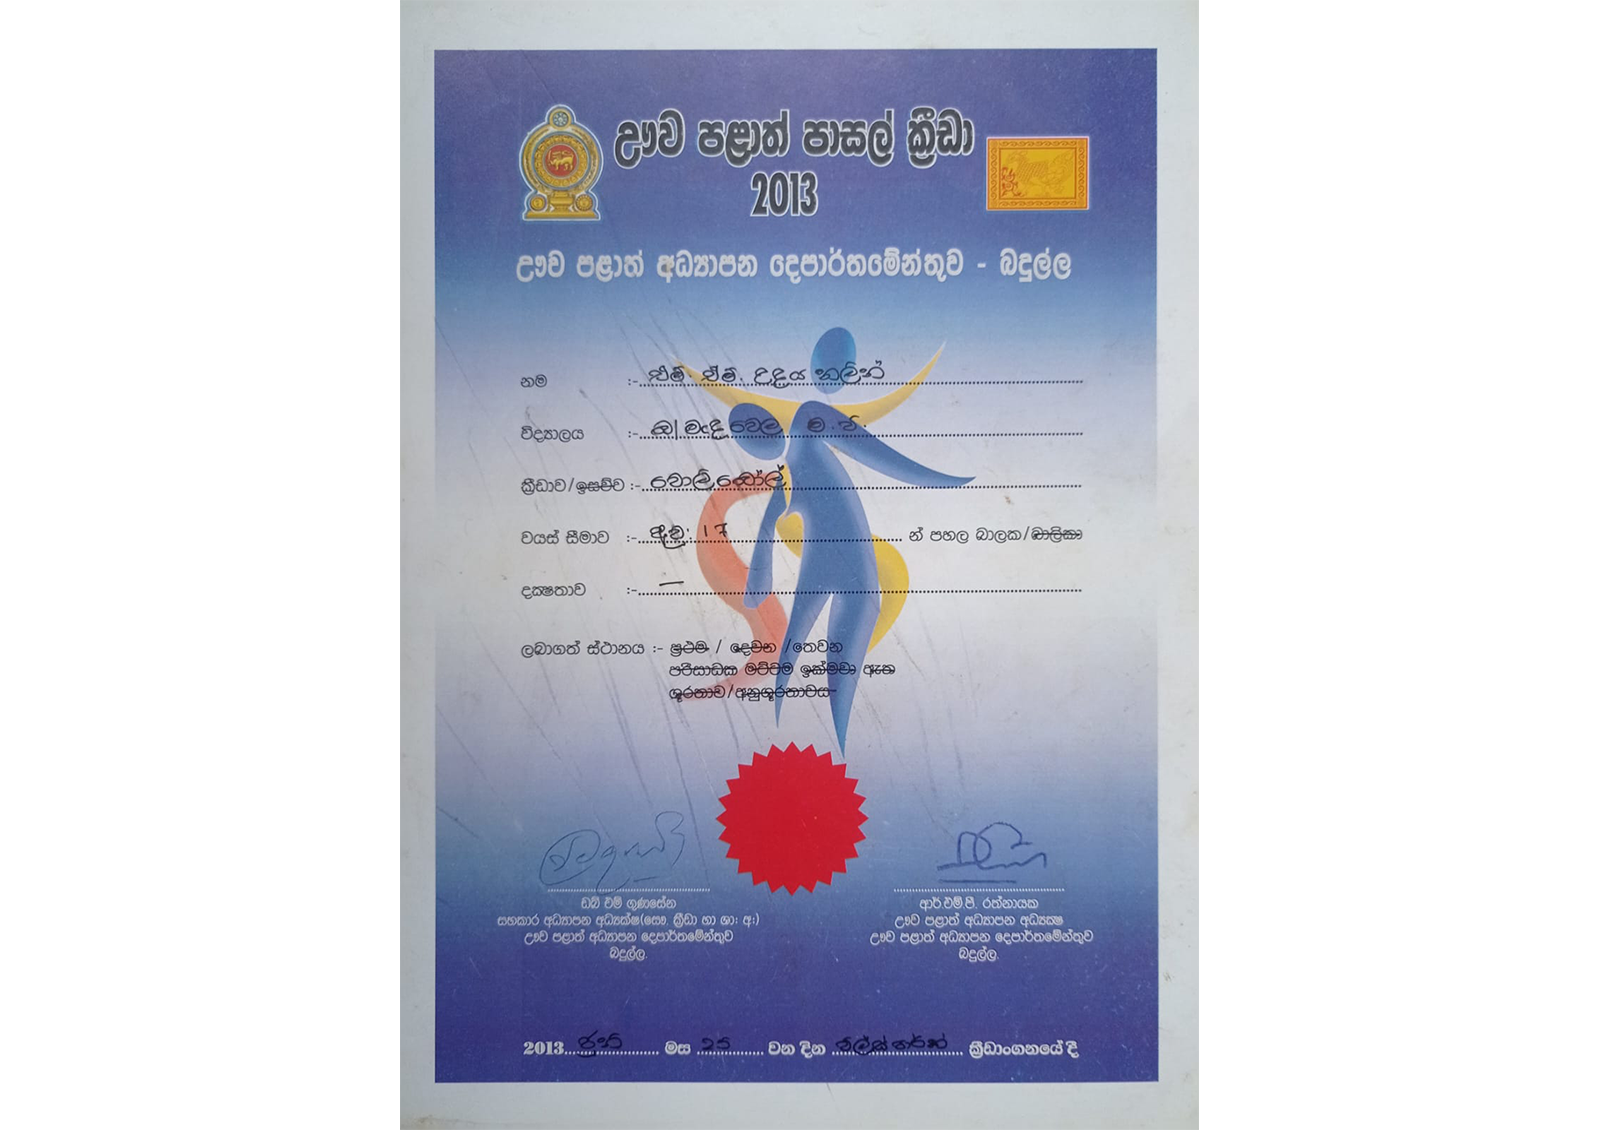 ඌව පළාත් පාසල් ක්‍රීඩා
2013
ඌව පළාත් අධ්‍යාපන දෙපාර්තමේන්තුව - බදුල්ල
නම :- එම්. ඒම්. උදය නලින්
විද්‍යාලය :- ම. වි.
ක්‍රීඩාව/ඉසව්ව :- වොලිබෝල්
වයස් සීමාව :- අවු: 17 න් පහල බාලක/බාලිකා
දක්‍ෂතාව :- —
ලබාගත් ස්ථානය :- ප්‍රථම / දෙවන /තෙවන
පරිසාධක මට්ටම ඉක්මවා ඇත
ශූරතාව/අනුශූරතාවය
ඩබ් එම් ගුණසේන
සහකාර අධ්‍යාපන අධ්‍යක්ෂ(සෞ. ක්‍රීඩා හා ශා: අ:)
ඌව පළාත් අධ්‍යාපන දෙපාර්තමේන්තුව
බදුල්ල.
ආර්.එම්.පී. රත්නායක
ඌව පළාත් අධ්‍යාපන අධ්‍යක්‍ෂ
ඌව පළාත් අධ්‍යාපන දෙපාර්තමේන්තුව
බදුල්ල.
2013 ජුනි මස 25 වන දින ක්‍රීඩාංගනයේ දී